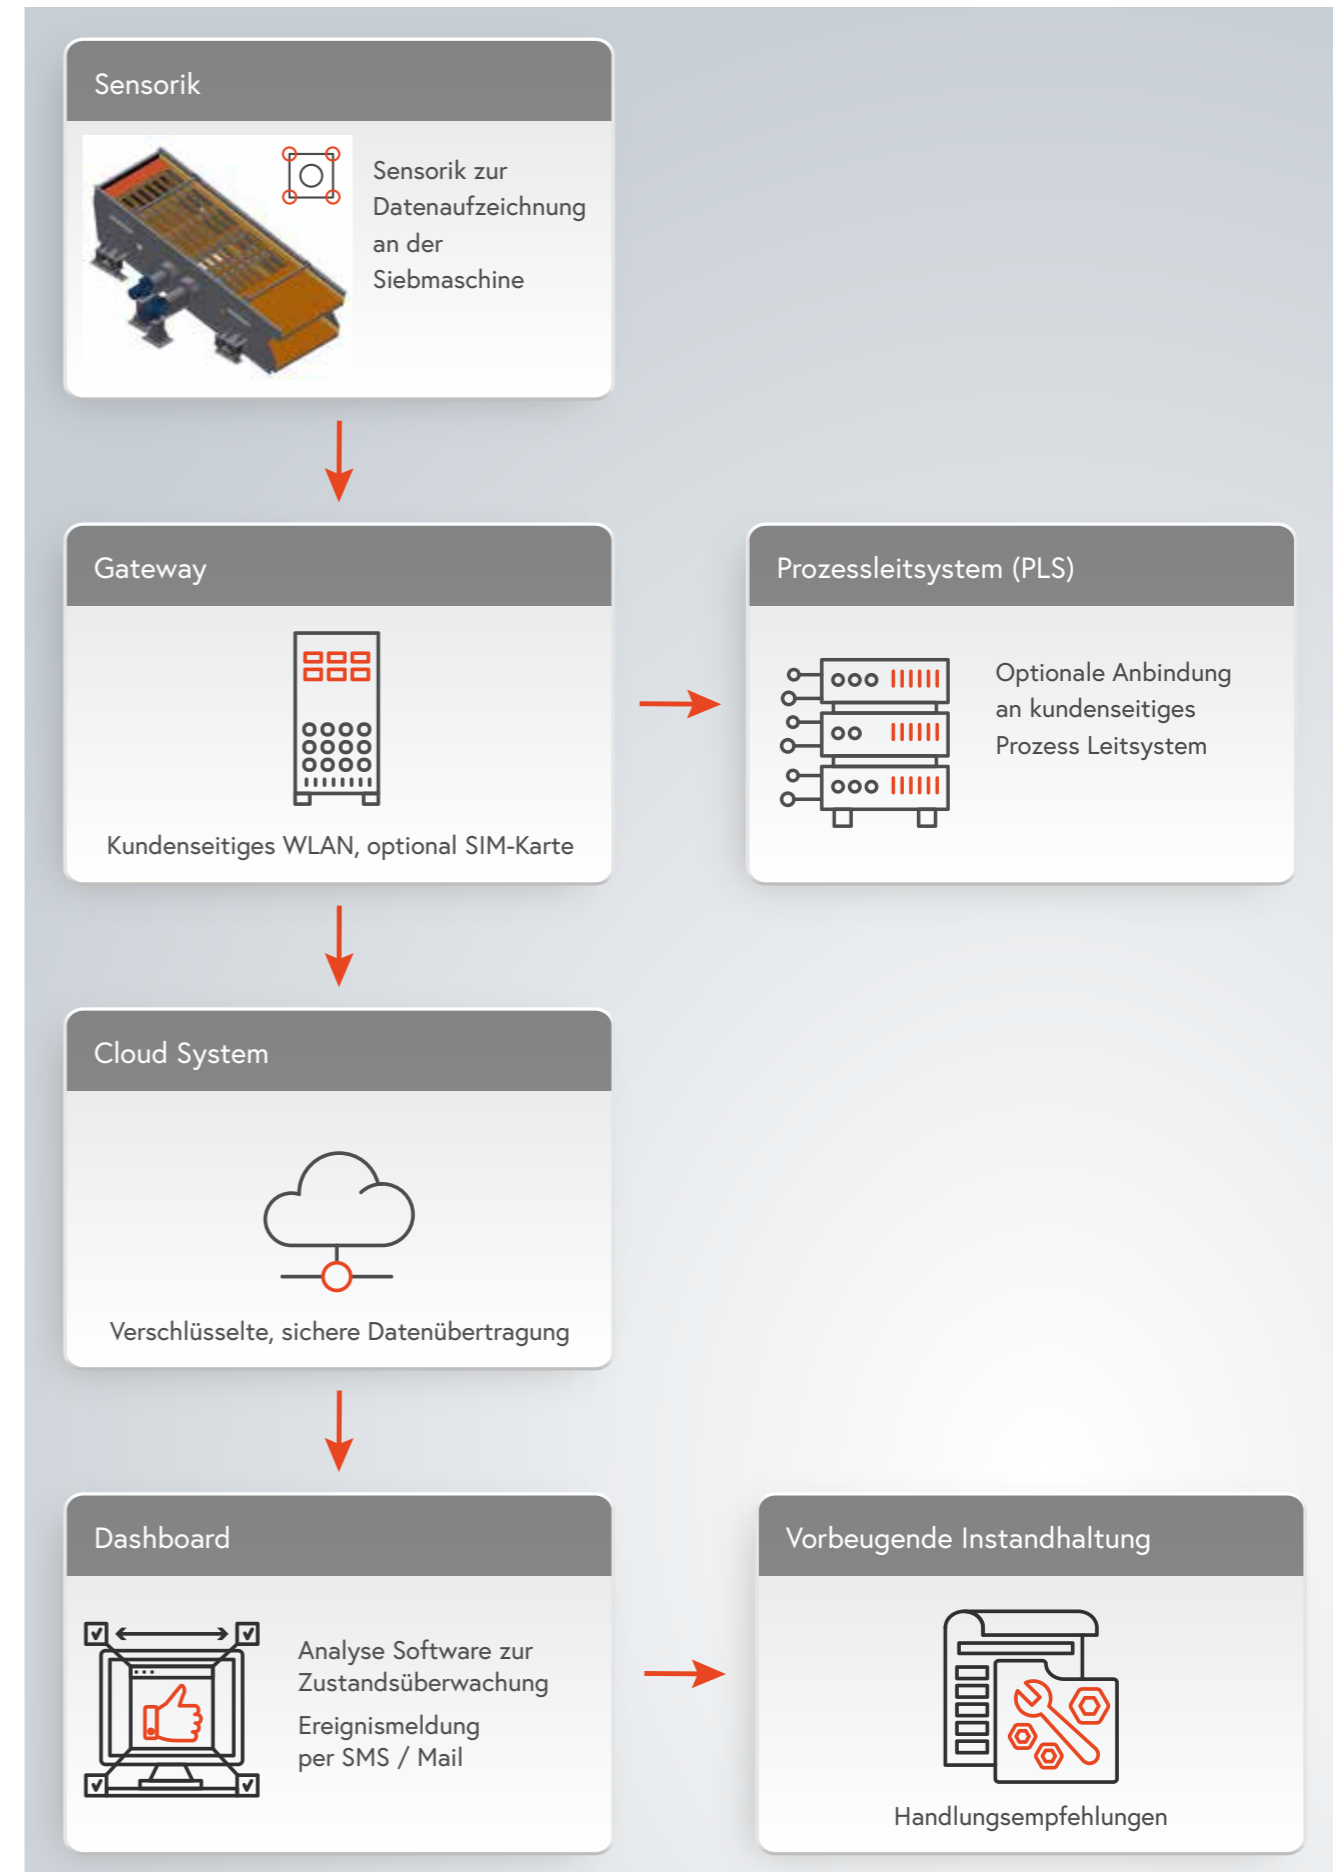 Sensorik
Sensorik zur
Datenaufzeichnung
an der
Siebmaschine
Gateway
Kundenseitiges WLAN, optional SIM-Karte
Prozessleitsystem (PLS)
Optionale Anbindung
an kundenseitiges
Prozess Leitsystem
Cloud System
Verschlüsselte, sichere Datenübertragung
Dashboard
Analyse Software zur
Zustandsüberwachung
Ereignismeldung
per SMS / Mail
Vorbeugende Instandhaltung
Handlungsempfehlungen